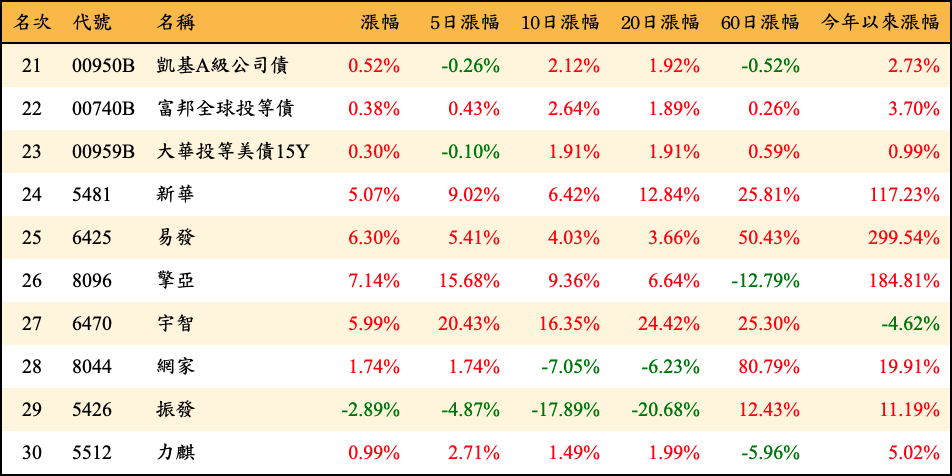 名次 代號 名稱 漲幅 5日漲幅 10日漲幅 20日漲幅 60日漲幅 今年以來漲幅
21 00950B 凱基A級公司債 0.52% -0.26% 2.12% 1.92% -0.52% 2.73%
22 00740B 富邦全球投等債 0.38% 0.43% 2.64% 1.89% 0.26% 3.70%
23 00959B 大華投等美債15Y 0.30% -0.10% 1.91% 1.91% 0.59% 0.99%
24 5481 新華 5.07% 9.02% 6.42% 12.84% 25.81% 117.23%
25 6425 易發 6.30% 5.41% 4.03% 3.66% 50.43% 299.54%
26 8096 擎亞 7.14% 15.68% 9.36% 6.64% -12.79% 184.81%
27 6470 宇智 5.99% 20.43% 16.35% 24.42% 25.30% -4.62%
28 8044 網家 1.74% 1.74% -7.05% -6.23% 80.79% 19.91%
29 5426 振發 -2.89% -4.87% -17.89% -20.68% 12.43% 11.19%
30 5512 力麒 0.99% 2.71% 1.49% 1.99% -5.96% 5.02%